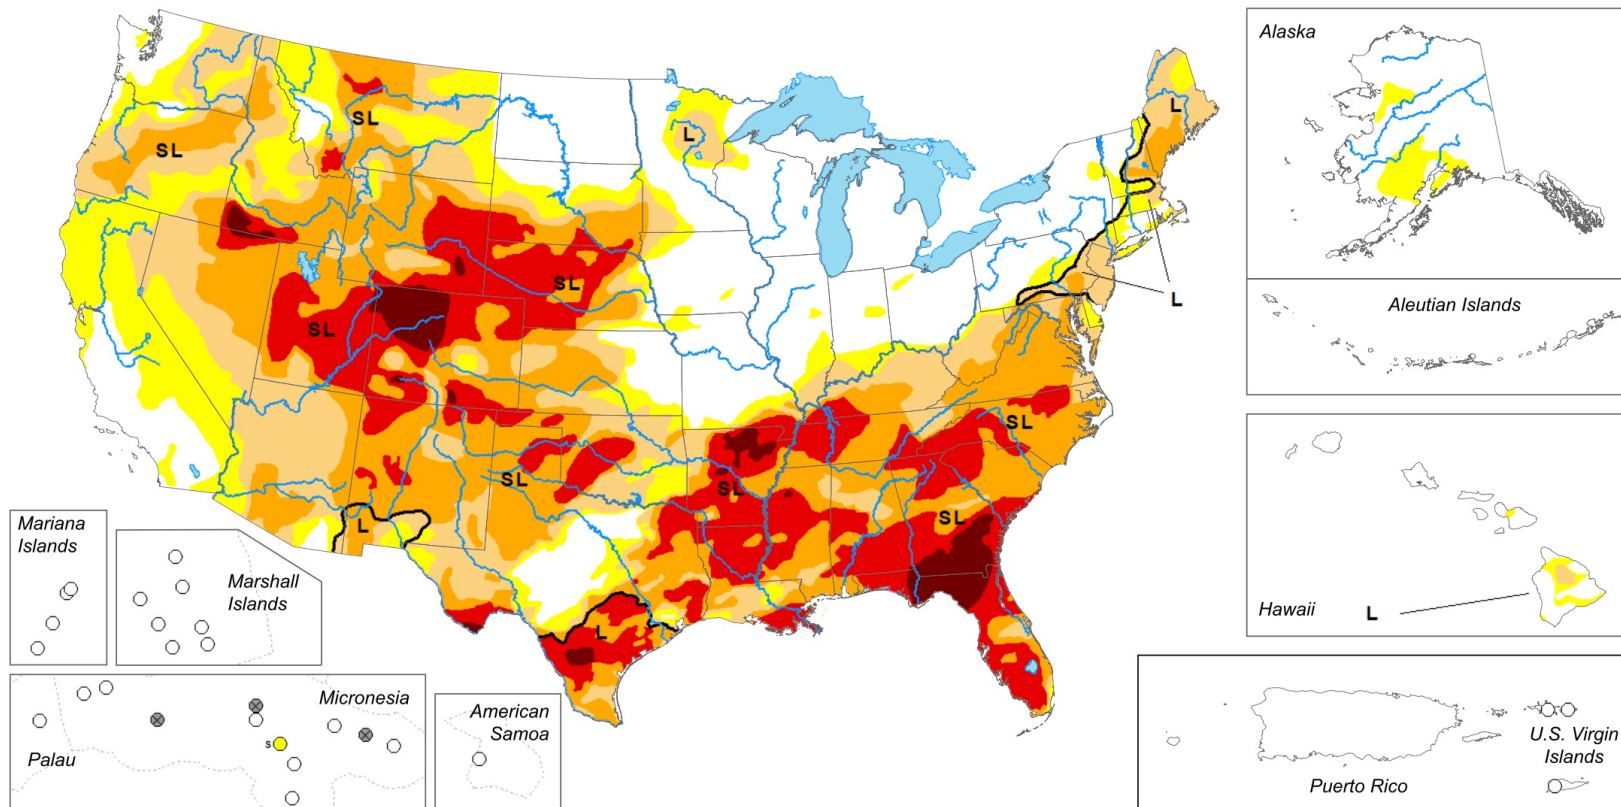 Alaska
L
L
SL
SL
L
Aleutian Islands
L
SL
SL
SL
SL
SL
SL
L
Mariana
Islands
Marshall
Islands
L
Hawaii
L
Micronesia
American
Samoa
s
Palau
U.S. Virgin
Islands
Puerto Rico